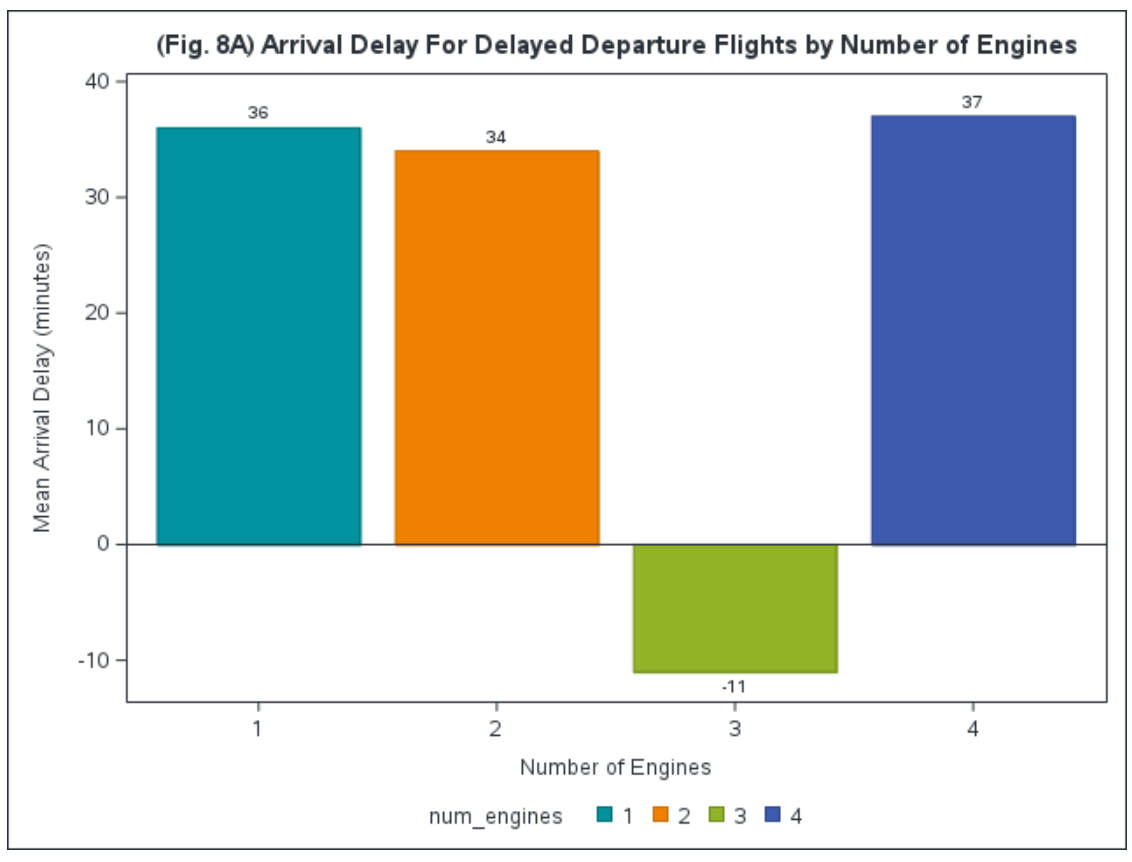 (Fig. 8A) Arrival Delay For Delayed Departure Flights by Number of Engines
40
30
20
10
0
-10
Mean Arrival Delay (minutes)
36
34
-11
37
1 2 3 4
Number of Engines
num_engines 1 2 3 4